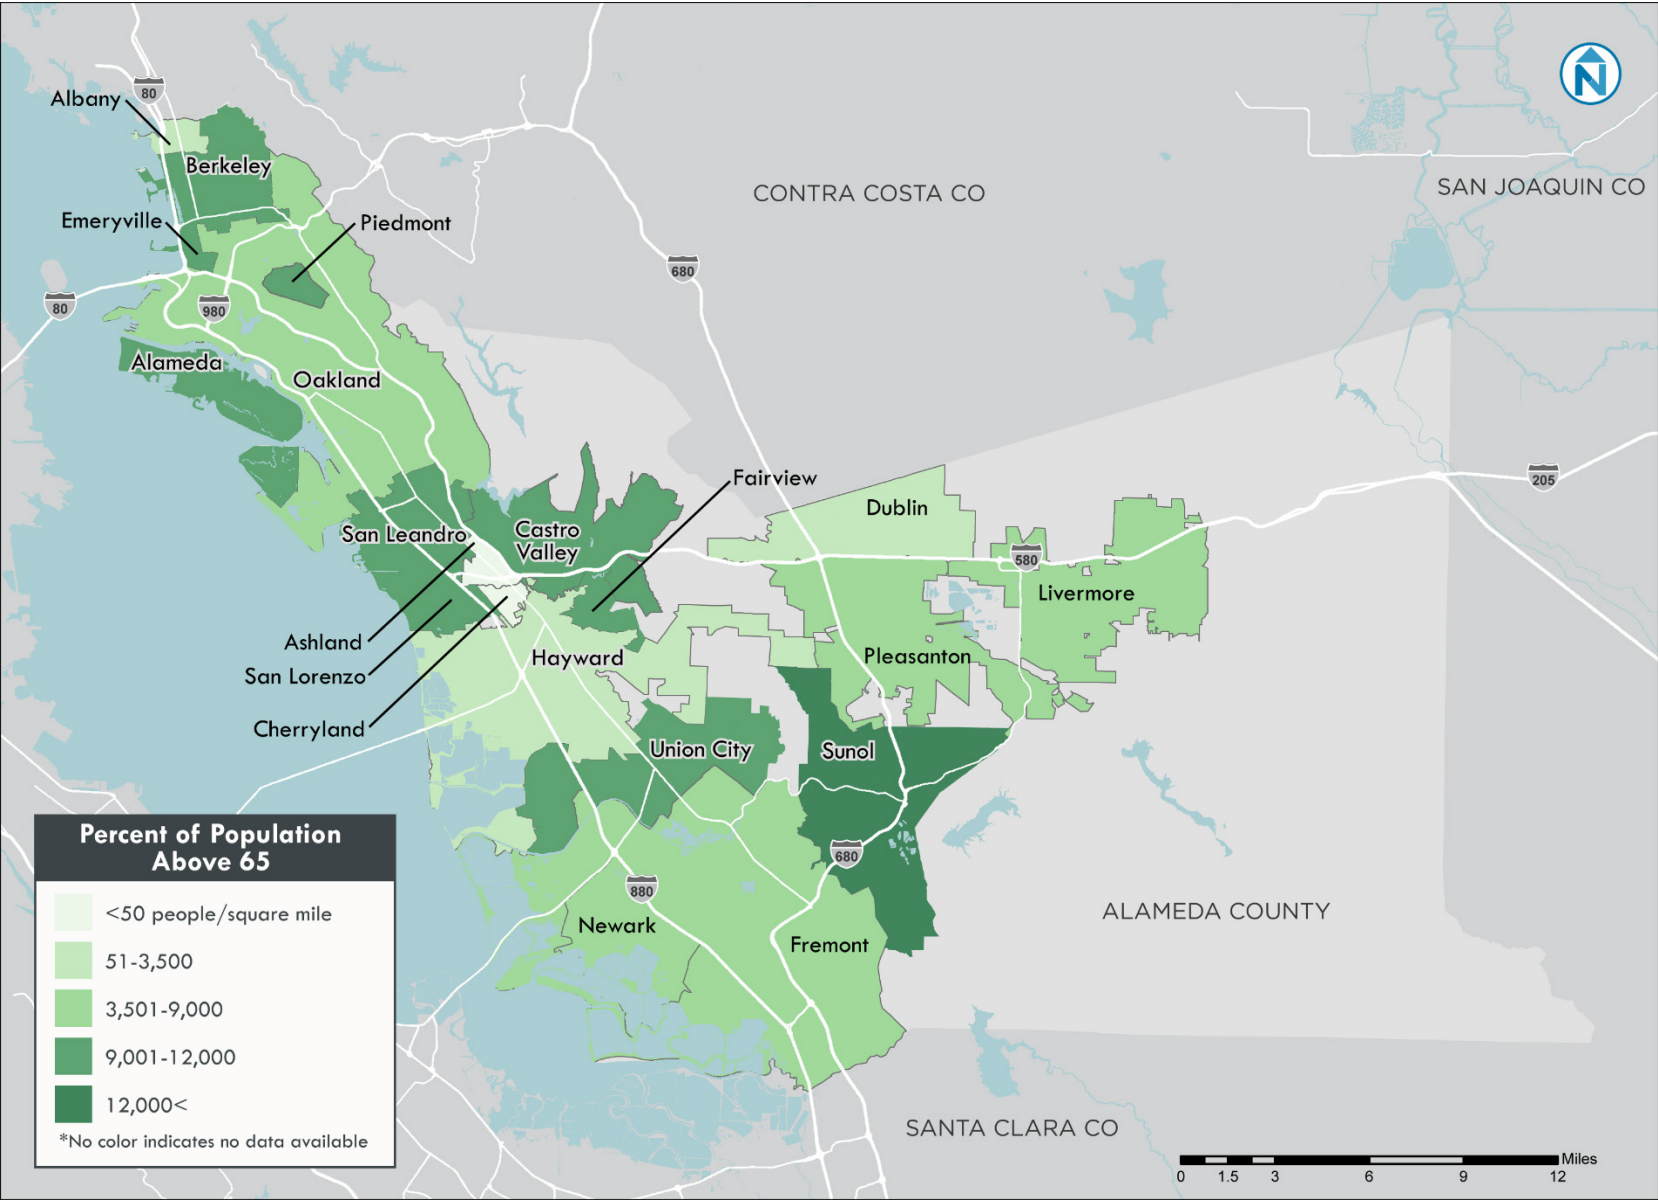 80
Albany
Berkeley
Emeryville
Piedmont
CONTRA COSTA CO
SAN JOAQUIN CO
N
680
80
980
Alameda
Oakland
Fairview
205
Dublin
San Leandro
Castro
Valley
580
Livermore
Ashland
San Lorenzo
Cherryland
Hayward
Pleasanton
Union City
Sunol
680
880
Newark
Fremont
ALAMEDA COUNTY
SANTA CLARA CO
Percent of Population
Above 65
<50 people/square mile
51-3,500
3,501-9,000
9,001-12,000
12,000<
*No color indicates no data available
Miles
0 1.5 3 6 9 12